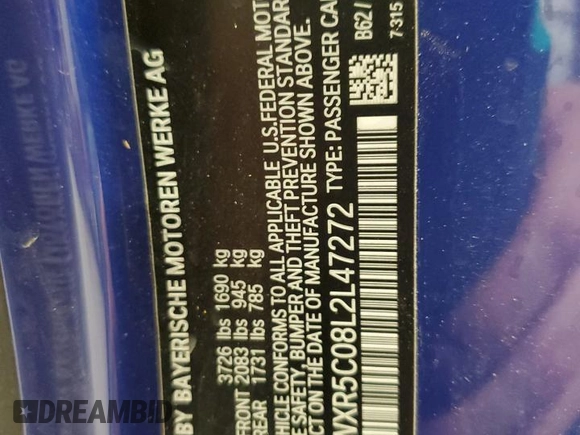 BY BAYERISCHE MOTOREN WERKE AG
3726 lbs 1690 kg
FRONT 2083 lbs 945 kg
REAR 1731 lbs 785 kg
VEHICLE CONFORMS TO ALL APPLICABLE U.S.FEDERAL MOT
SAFETY, BUMPER AND THEFT PREVENTION STANDAR
ON THE DATE OF MANUFACTURE SHOWN ABOVE.
WXR5C08L2L47272 TYPE: PASSENGER CA
B62/
7315
DREAMBID